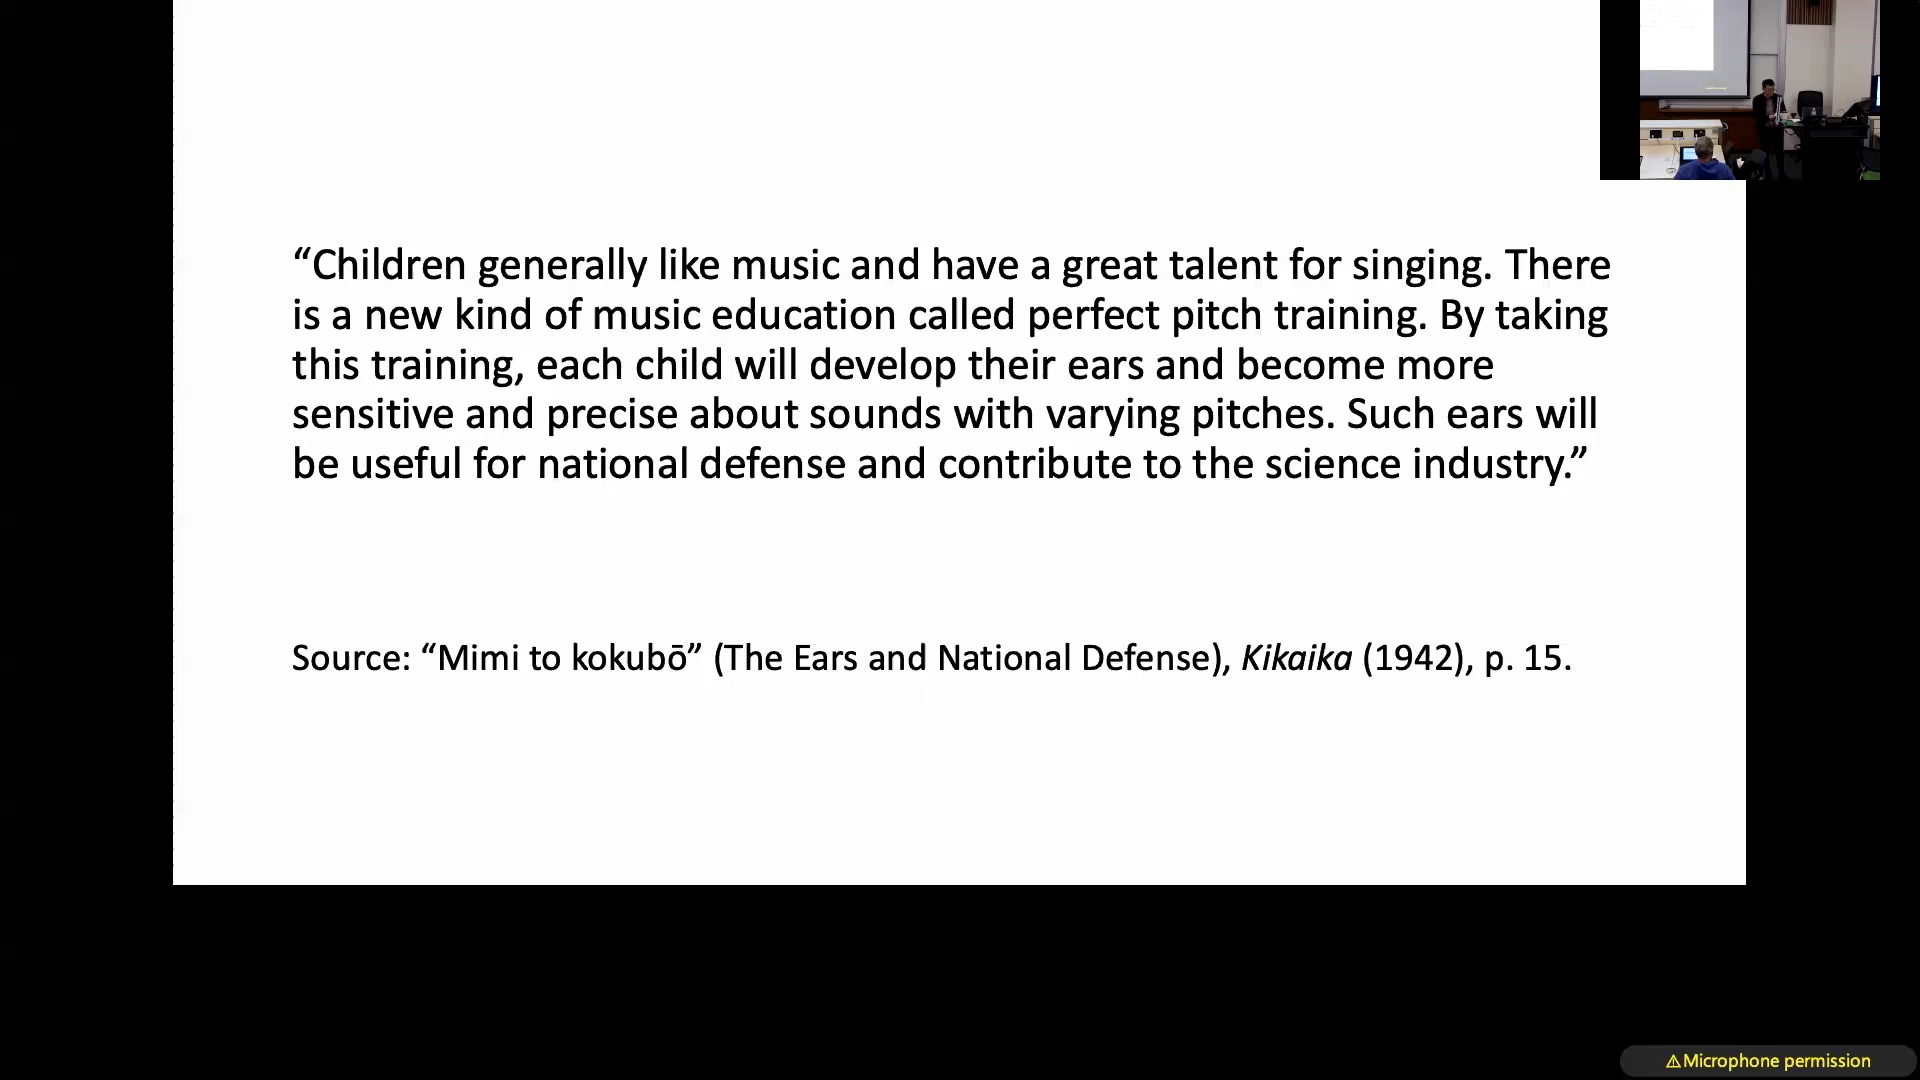 “Children generally like music and have a great talent for singing. There
is a new kind of music education called perfect pitch training. By taking
this training, each child will develop their ears and become more
sensitive and precise about sounds with varying pitches. Such ears will
be useful for national defense and contribute to the science industry.”
Source: “Mimi to kokubō” (The Ears and National Defense), Kikaika (1942), p. 15.
⚠Microphone permission